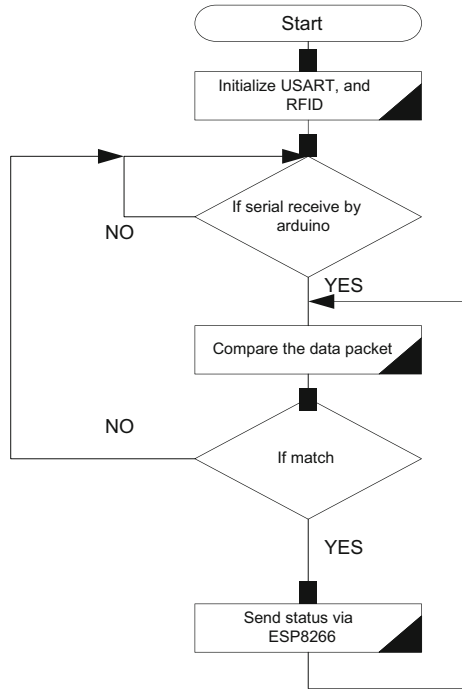 Start
Initialize USART, and
RFID
If serial receive by
arduino
NO
YES
Compare the data packet
NO
If match
YES
Send status via
ESP8266